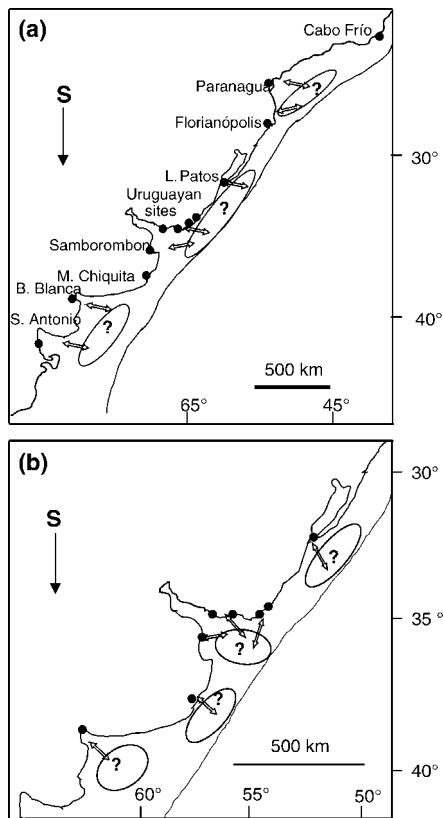 (a)
Cabo Frío
S
Paranaguá
?
Florianópolis
30°
L. Patos
Uruguayan
sites
?
Samborombon
M. Chiquita
B. Blanca
?
S. Antonio
40°
500 km
65°
45°
(b)
30°
S
?
35°
?
?
500 km
?
40°
60°
55°
50°